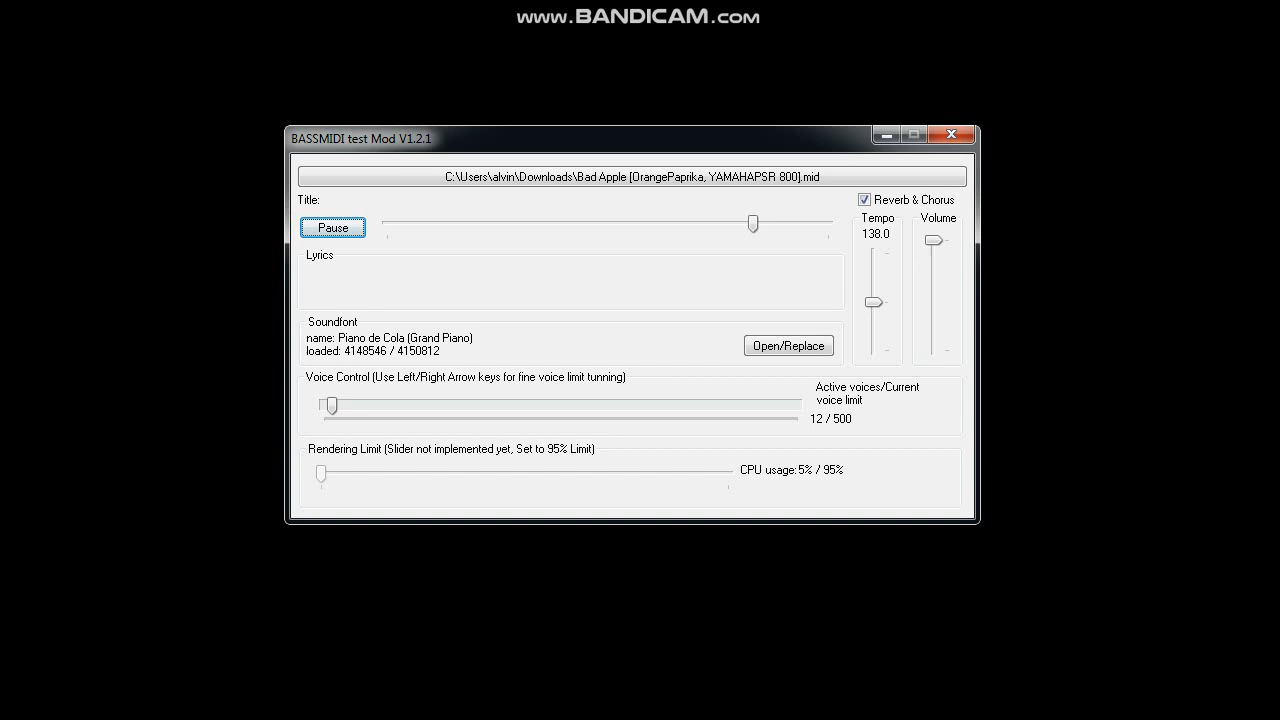 www.BANDICAM.com
BASSMIDI test Mod V1.2.1
C:\Users\alvin\Downloads\Bad Apple [OrangePaprika, YAMAHAPSR 800].mid
Title:
Reverb & Chorus
Pause
Tempo
Volume
138.0
Lyrics
Soundfont
name: Piano de Cola (Grand Piano)
loaded: 4148546 / 4150812
Open/Replace
Voice Control (Use Left/Right Arrow keys for fine voice limit tunning)
Active voices/Current
voice limit
12 / 500
Rendering Limit (Slider not implemented yet, Set to 95% Limit)
CPU usage: 5% / 95%